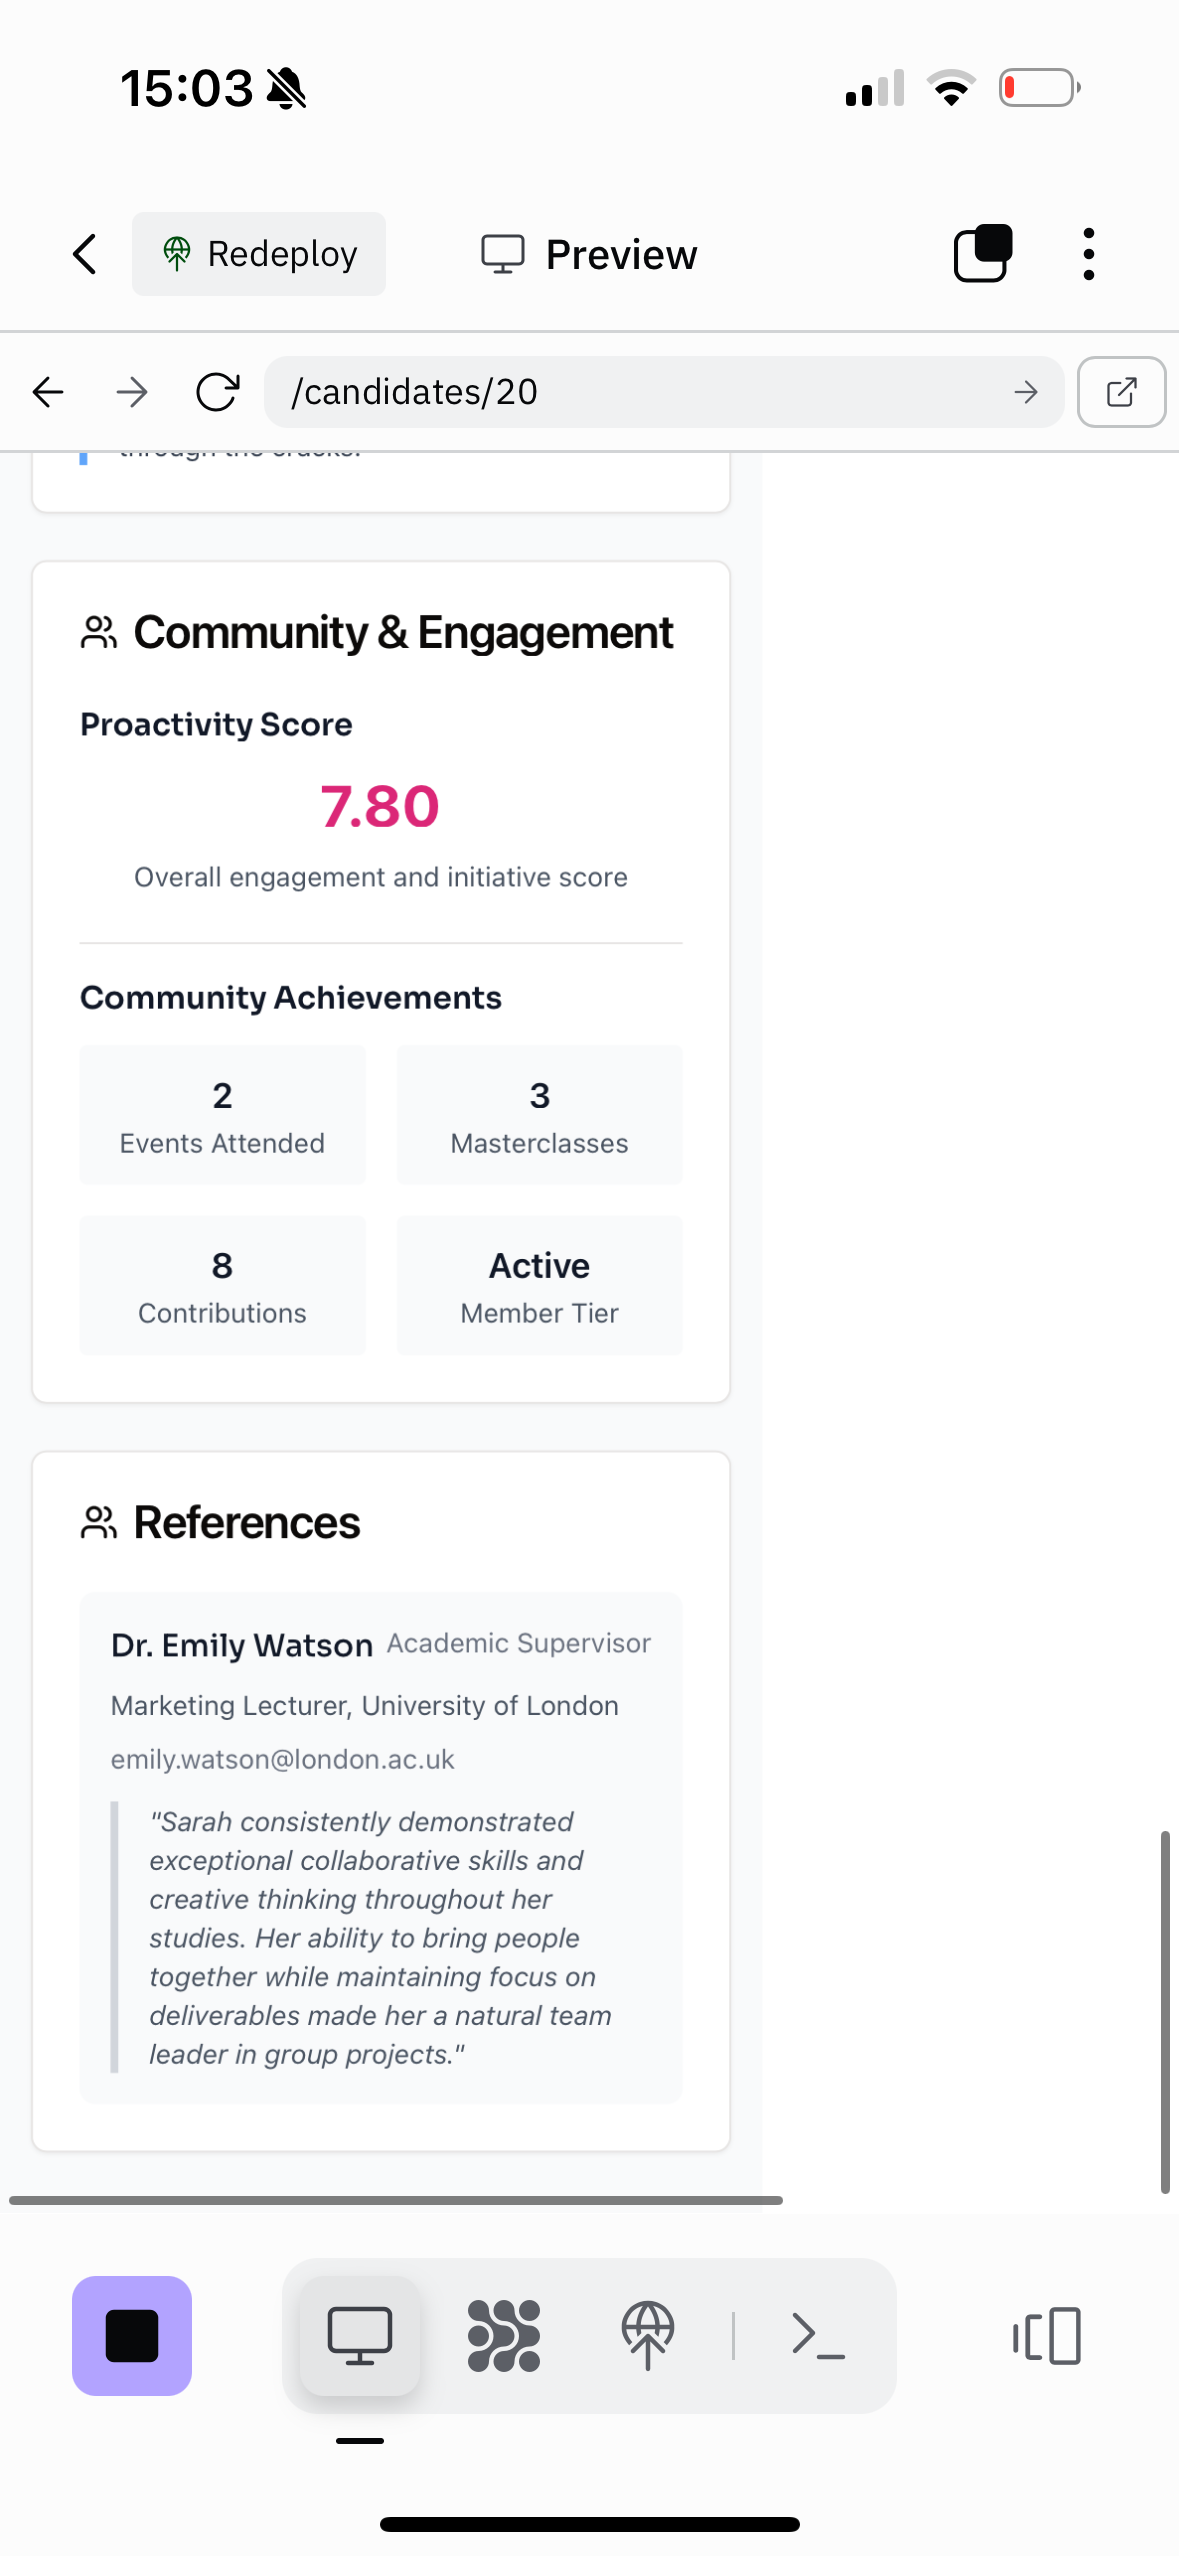 15:03
Redeploy
Preview
/candidates/20
through the cracks.
Community & Engagement
Proactivity Score
7.80
Overall engagement and initiative score
Community Achievements
2
Events Attended
3
Masterclasses
8
Contributions
Active
Member Tier
References
Dr. Emily Watson Academic Supervisor
Marketing Lecturer, University of London
emily.watson@london.ac.uk
"Sarah consistently demonstrated
exceptional collaborative skills and
creative thinking throughout her
studies. Her ability to bring people
together while maintaining focus on
deliverables made her a natural team
leader in group projects."